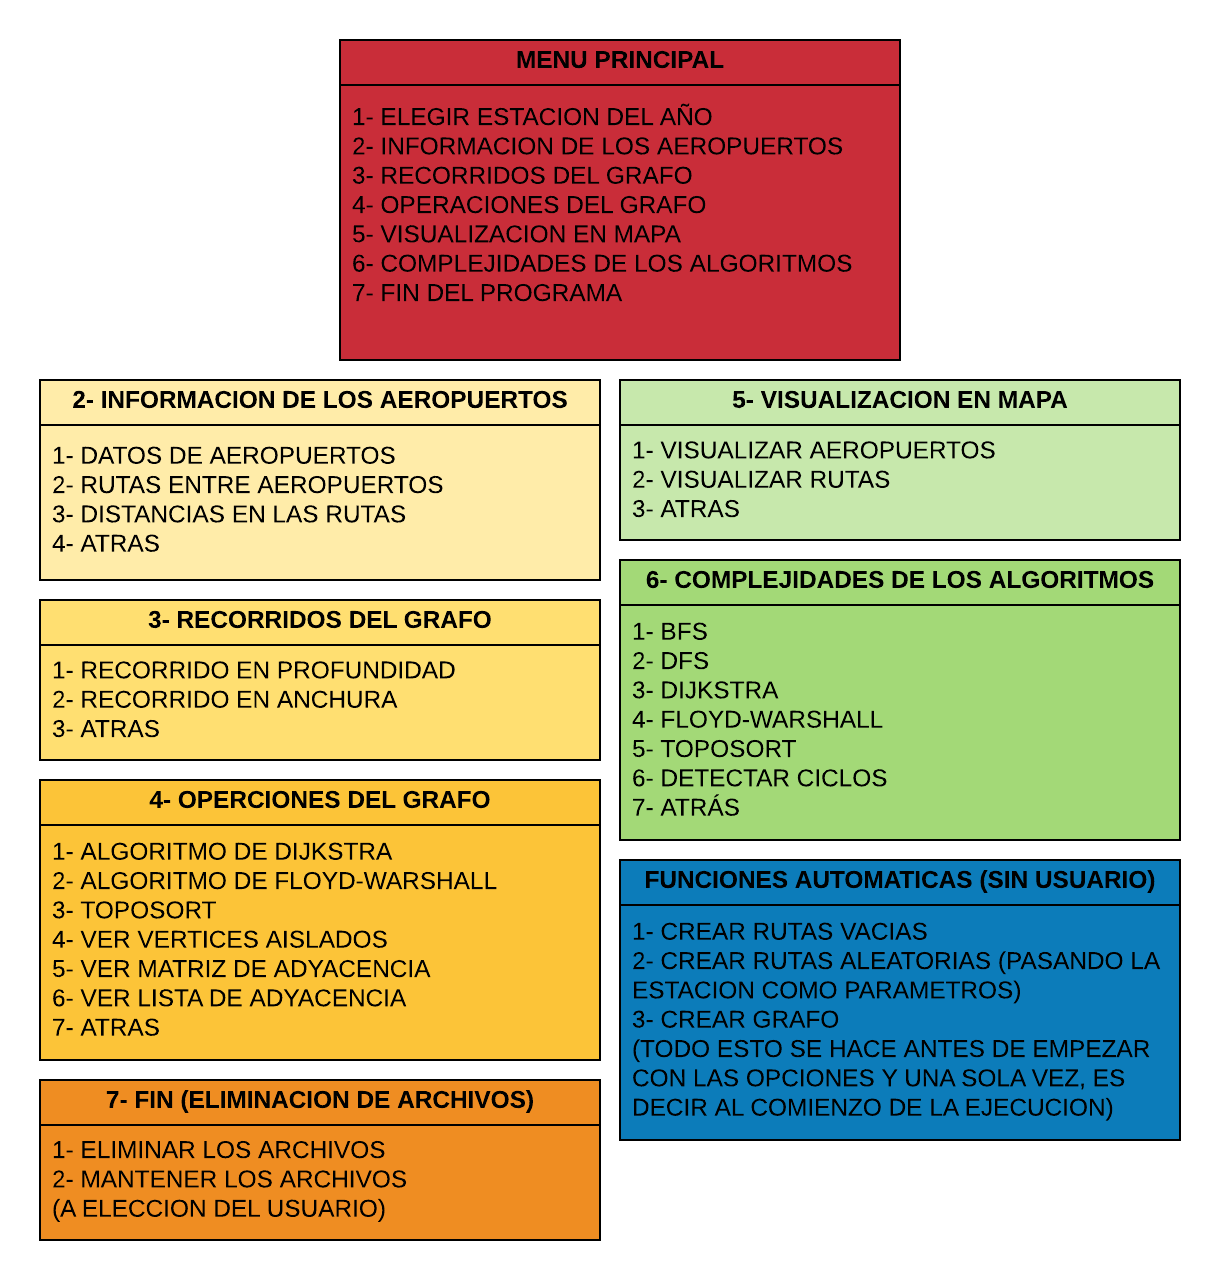 MENU PRINCIPAL
1- ELEGIR ESTACION DEL AÑO
2- INFORMACION DE LOS AEROPUERTOS
3- RECORRIDOS DEL GRAFO
4- OPERACIONES DEL GRAFO
5- VISUALIZACION EN MAPA
6- COMPLEJIDADES DE LOS ALGORITMOS
7- FIN DEL PROGRAMA
2- INFORMACION DE LOS AEROPUERTOS
1- DATOS DE AEROPUERTOS
2- RUTAS ENTRE AEROPUERTOS
3- DISTANCIAS EN LAS RUTAS
4- ATRAS
3- RECORRIDOS DEL GRAFO
1- RECORRIDO EN PROFUNDIDAD
2- RECORRIDO EN ANCHURA
3- ATRAS
4- OPERCIONES DEL GRAFO
1- ALGORITMO DE DIJKSTRA
2- ALGORITMO DE FLOYD-WARSHALL
3- TOPOSORT
4- VER VERTICES AISLADOS
5- VER MATRIZ DE ADYACENCIA
6- VER LISTA DE ADYACENCIA
7- ATRAS
7- FIN (ELIMINACION DE ARCHIVOS)
1- ELIMINAR LOS ARCHIVOS
2- MANTENER LOS ARCHIVOS
(A ELECCION DEL USUARIO)
5- VISUALIZACION EN MAPA
1- VISUALIZAR AEROPUERTOS
2- VISUALIZAR RUTAS
3- ATRAS
6- COMPLEJIDADES DE LOS ALGORITMOS
1- BFS
2- DFS
3- DIJKSTRA
4- FLOYD-WARSHALL
5- TOPOSORT
6- DETECTAR CICLOS
7- ATRÁS
FUNCIONES AUTOMATICAS (SIN USUARIO)
1- CREAR RUTAS VACIAS
2- CREAR RUTAS ALEATORIAS (PASANDO LA
ESTACION COMO PARAMETROS)
3- CREAR GRAFO
(TODO ESTO SE HACE ANTES DE EMPEZAR
CON LAS OPCIONES Y UNA SOLA VEZ, ES
DECIR AL COMIENZO DE LA EJECUCION)